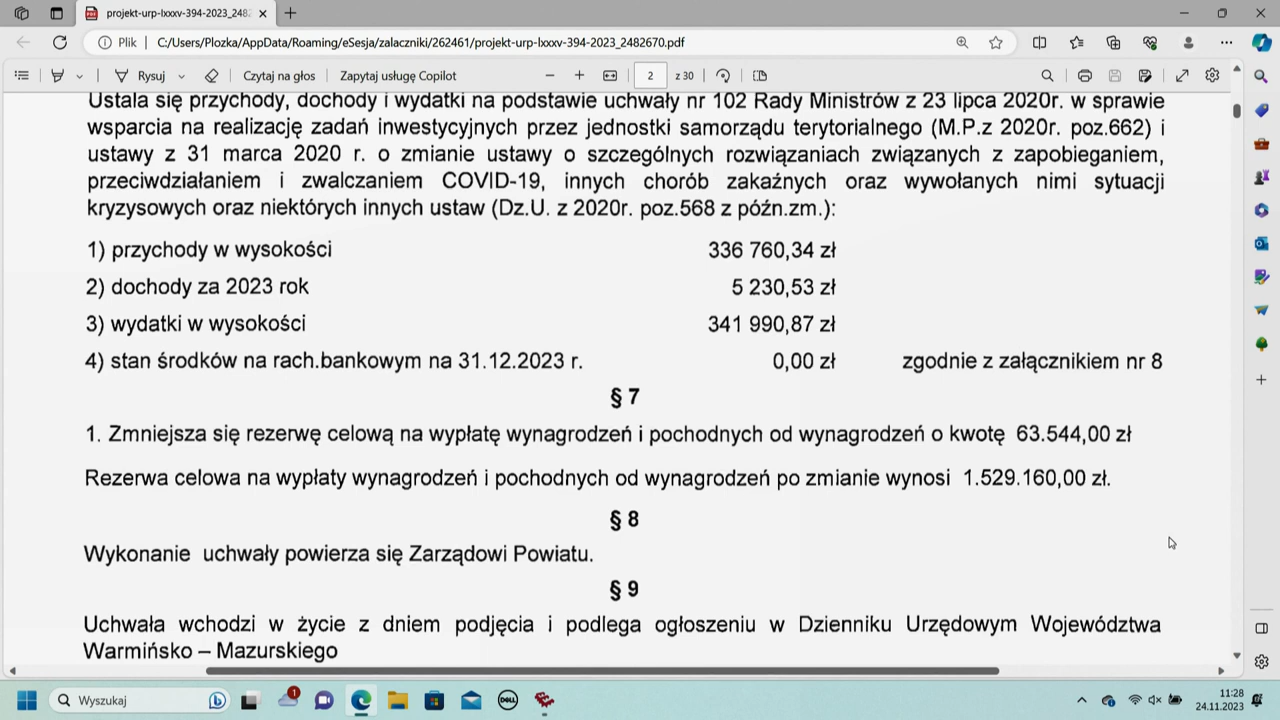 projekt-urp-lxxxv-394-2023_248
Plik | C:/Users/Plozka/AppData/Roaming/eSesja/zalaczniki/262461/projekt-urp-lxxxv-394-2023_2482670.pdf
Rysuj Czytaj na głos Zapytaj usługę Copilot 2 z 30
Ustala się przychody, dochody i wydatki na podstawie uchwały nr 102 Rady Ministrów z 23 lipca 2020r. w sprawie
wsparcia na realizację zadań inwestycyjnych przez jednostki samorządu terytorialnego (M.P.z 2020r. poz.662) i
ustawy z 31 marca 2020 r. o zmianie ustawy o szczególnych rozwiązaniach związanych z zapobieganiem,
przeciwdziałaniem i zwalczaniem COVID-19, innych chorób zakaźnych oraz wywołanych nimi sytuacji
kryzysowych oraz niektórych innych ustaw (Dz.U. z 2020r. poz.568 z późn.zm.):
1) przychody w wysokości 336 760,34 zł
2) dochody za 2023 rok 5 230,53 zł
3) wydatki w wysokości 341 990,87 zł
4) stan środków na rach.bankowym na 31.12.2023 r. 0,00 zł zgodnie z załącznikiem nr 8
§ 7
1. Zmniejsza się rezerwę celową na wypłatę wynagrodzeń i pochodnych od wynagrodzeń o kwotę 63.544,00 zł
Rezerwa celowa na wypłaty wynagrodzeń i pochodnych od wynagrodzeń po zmianie wynosi 1.529.160,00 zł.
§ 8
Wykonanie uchwały powierza się Zarządowi Powiatu.
§ 9
Uchwała wchodzi w życie z dniem podjęcia i podlega ogłoszeniu w Dzienniku Urzędowym Województwa
Warmińsko – Mazurskiego
Wyszukaj 1 DELL 11:28
24.11.2023